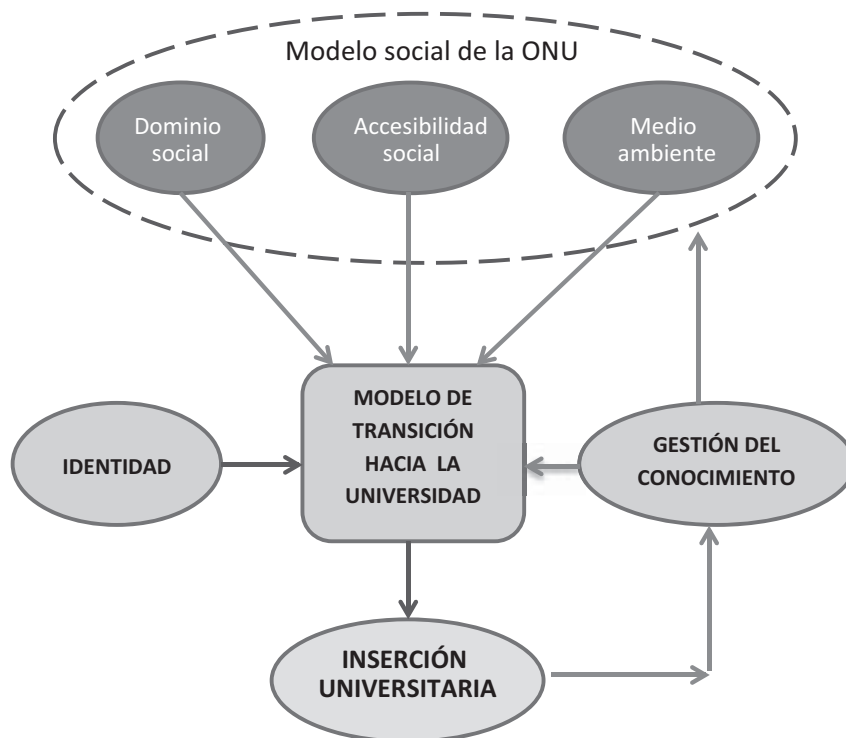 Modelo social de la ONU
Dominio
social
Accesibilidad
social
Medio
ambiente
MODELO DE
TRANSICIÓN
HACIA LA
UNIVERSIDAD
IDENTIDAD
GESTIÓN DEL
CONOCIMIENTO
INSERCIÓN
UNIVERSITARIA